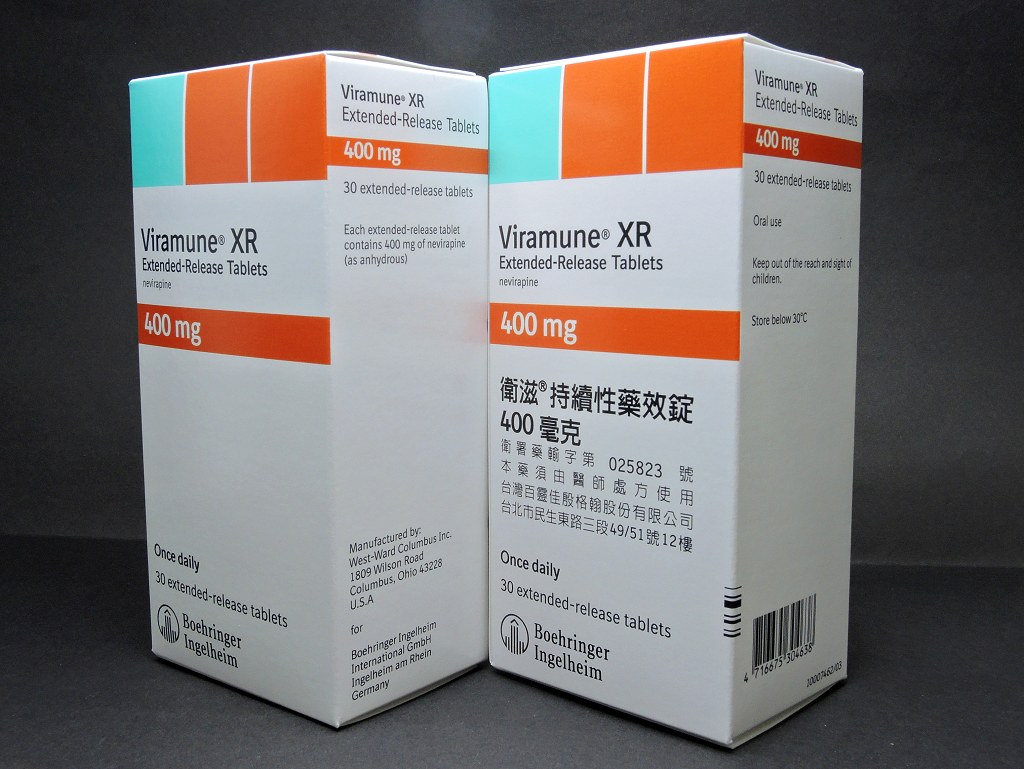 Viramune® XR
Extended-Release Tablets
nevirapine
400 mg
Once daily
30 extended-release tablets
Boehringer
Ingelheim
Viramune® XR
Extended-Release Tablets
400 mg
30 extended-release tablets
Each extended-release tablet
contains 400 mg of nevirapine
(as anhydrous)
Manufactured by:
West-Ward Columbus Inc.
1809 Wilson Road
Columbus, Ohio 43228
U.S.A
for
Boehringer Ingelheim
International GmbH
Ingelheim am Rhein
Germany
Viramune® XR
Extended-Release Tablets
nevirapine
400 mg
衛滋®持續性藥效錠
400 毫克
衛署藥輸字第 025823 號
本藥須由醫師處方使用
台灣百靈佳殷格翰股份有限公司
台北市民生東路三段49/51號12樓
Once daily
30 extended-release tablets
Boehringer
Ingelheim
Viramune® XR
Extended-Release Tablets
400 mg
30 extended-release tablets
Oral use
Keep out of the reach and sight of
children.
Store below 30°C
4 716675 304638
10007462/03